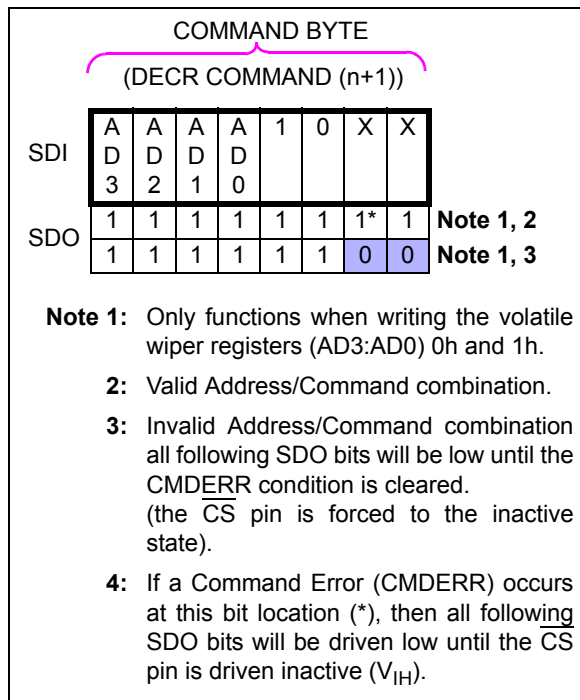 COMMAND BYTE
(DECR COMMAND (n+1))
SDI
A A A A 1 0 X X
D D D D
3 2 1 0
SDO
1 1 1 1 1 1 1* 1 Note 1, 2
1 1 1 1 1 1 0 0 Note 1, 3
Note 1: Only functions when writing the volatile
wiper registers (AD3:AD0) 0h and 1h.
2: Valid Address/Command combination.
3: Invalid Address/Command combination
all following SDO bits will be low until the
CMDERR condition is cleared.
(the CS pin is forced to the inactive
state).
4: If a Command Error (CMDERR) occurs
at this bit location (*), then all following
SDO bits will be driven low until the CS
pin is driven inactive (VIH).